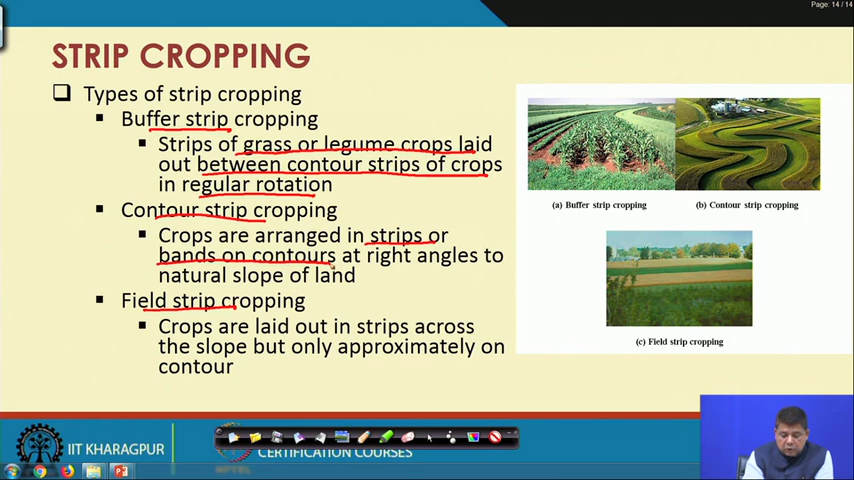 Page: 14 / 14
STRIP CROPPING
Types of strip cropping
Buffer strip cropping
Strips of grass or legume crops laid
out between contour strips of crops
in regular rotation
Contour strip cropping
Crops are arranged in strips or
bands on contours at right angles to
natural slope of land
Field strip cropping
Crops are laid out in strips across
the slope but only approximately on
contour
(a) Buffer strip cropping
(b) Contour strip cropping
(c) Field strip cropping
IIT KHARAGPUR
CERTIFICATION COURSES